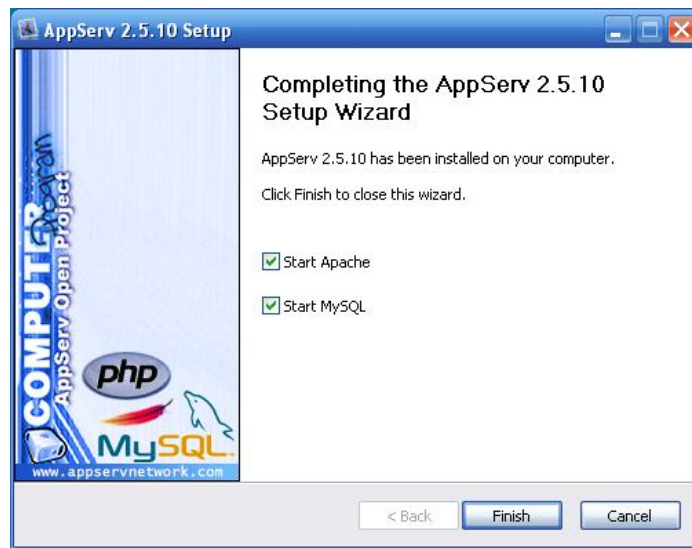 AppServ 2.5.10 Setup
Completing the AppServ 2.5.10
Setup Wizard
AppServ 2.5.10 has been installed on your computer.
Click Finish to close this wizard.
Start Apache
Start MySQL
COMPUTER
Program
AppServ Open Project
php
MySQL
www.appservnetwork.com
< Back
Finish
Cancel